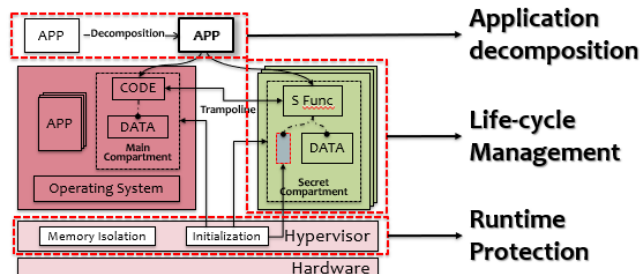 APP
Decomposition
APP
Application
decomposition
CODE
Trampoline
S Func
APP
DATA
DATA
Main
Compartment
Secret
Compartment
Life-cycle
Management
Operating System
Memory Isolation
Initialization
Hypervisor
Runtime
Protection
Hardware